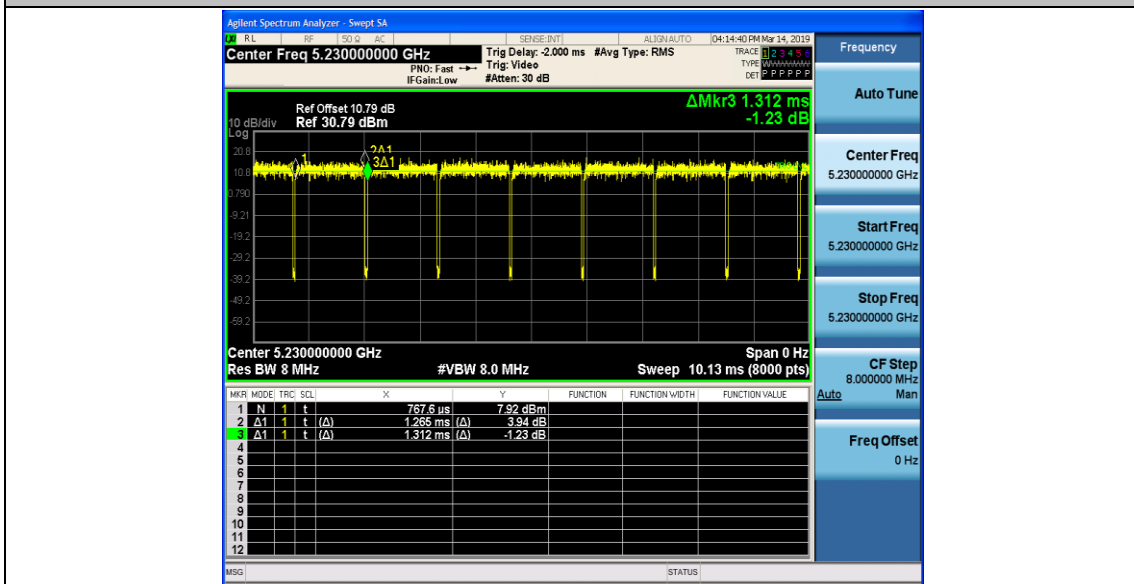 Agilent Spectrum Analyzer - Swept SA
RL RF 50 Ω AC SENSE:INT ALIGN AUTO 04:14:40 PM Mar 14, 2019
Center Freq 5.230000000 GHz
Trig Delay: -2.000 ms #Avg Type: RMS
TRACE 1 2 3 4 5 6
PNO: Fast Trig: Video
TYPE
IFGain:Low #Atten: 30 dB
DET P P P P P P
Frequency
Auto Tune
Center Freq
5.230000000 GHz
Start Freq
5.230000000 GHz
Stop Freq
5.230000000 GHz
CF Step
8.000000 MHz
Auto Man
Freq Offset
0 Hz
ΔMkr3 1.312 ms
-1.23 dB
Ref Offset 10.79 dB
10 dB/div Ref 30.79 dBm
Log
20.8
10.8
0.790
-9.21
-19.2
-29.2
-39.2
-49.2
-59.2
1
2Δ1
3Δ1
Center 5.230000000 GHz Span 0 Hz
Res BW 8 MHz #VBW 8.0 MHz Sweep 10.13 ms (8000 pts)
MKR MODE TRC SCL X Y FUNCTION FUNCTION WIDTH FUNCTION VALUE
1 N 1 t 767.6 µs 7.92 dBm
2 Δ1 1 t (Δ) 1.265 ms (Δ) 3.94 dB
3 Δ1 1 t (Δ) 1.312 ms (Δ) -1.23 dB
4
5
6
7
8
9
10
11
12
MSG STATUS